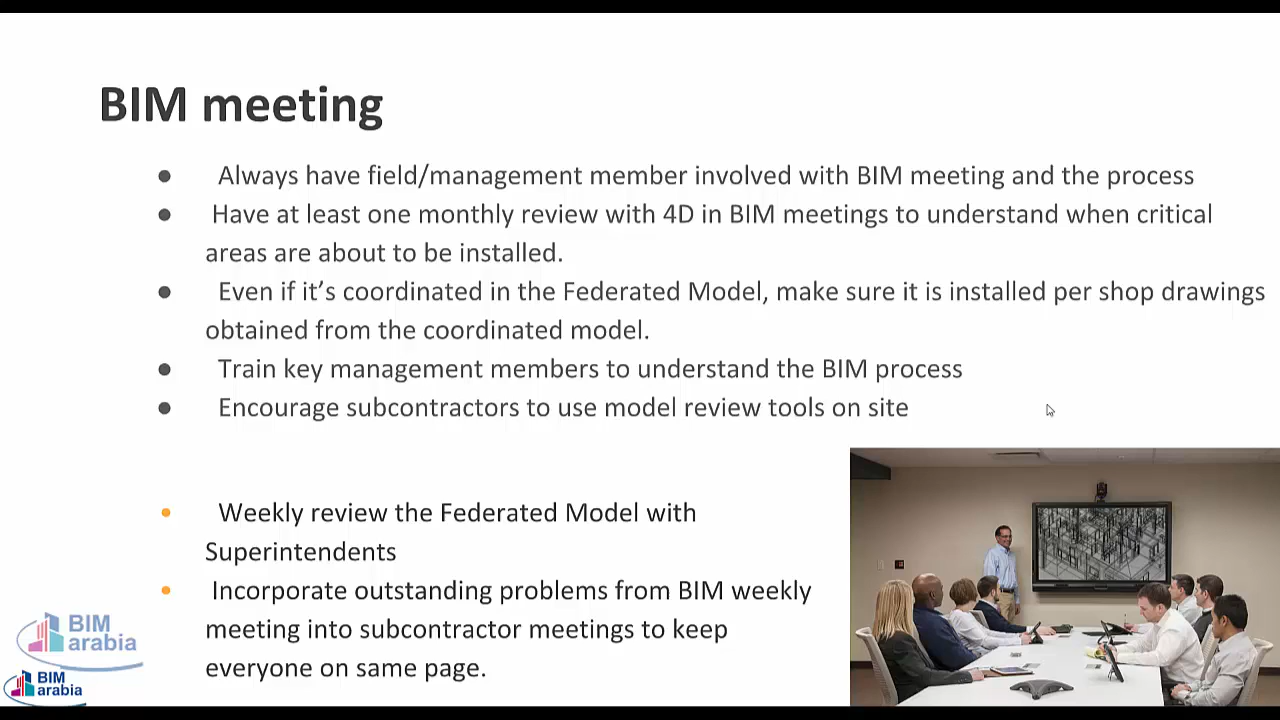 BIM meeting
● Always have field/management member involved with BIM meeting and the process
● Have at least one monthly review with 4D in BIM meetings to understand when critical
areas are about to be installed.
● Even if it’s coordinated in the Federated Model, make sure it is installed per shop drawings
obtained from the coordinated model.
● Train key management members to understand the BIM process
● Encourage subcontractors to use model review tools on site
• Weekly review the Federated Model with
Superintendents
• Incorporate outstanding problems from BIM weekly
meeting into subcontractor meetings to keep
everyone on same page.
BIM
arabia
BIM
arabia